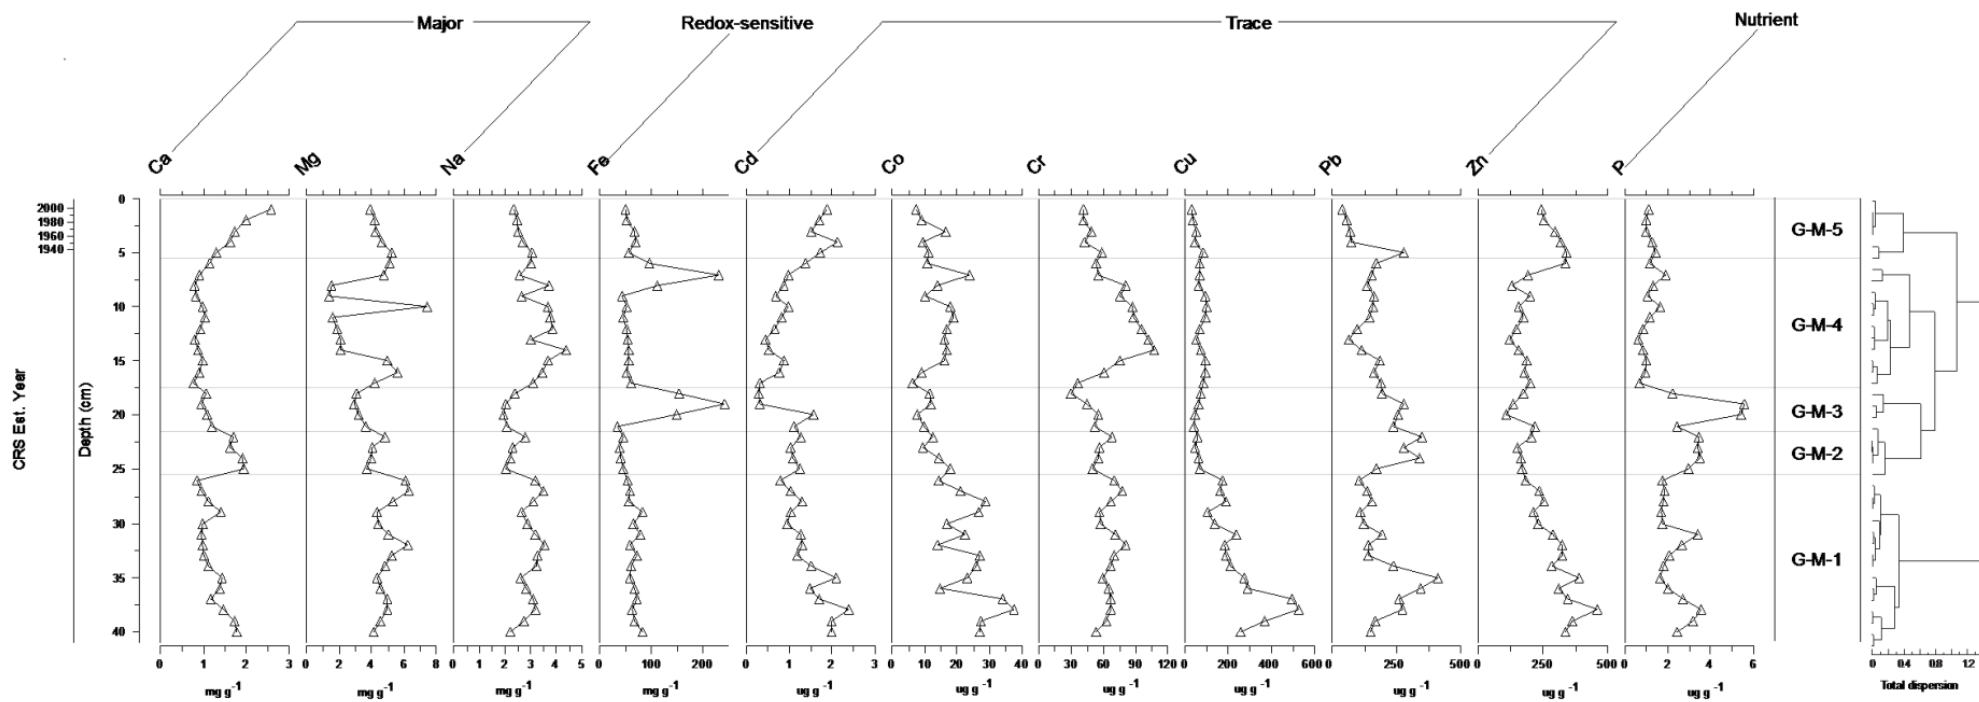 Major
Redox-sensitive
Trace
Nutrient
Ca
Mg
Na
Fe
Cd
Co
Cr
Cu
Pb
Zn
P
CRS Est. Year
2000
1980
1960
1940
Depth (cm)
0
5
10
15
20
25
30
35
40
G-M-5
G-M-4
G-M-3
G-M-2
G-M-1
0 1 2 3
0 2 4 6 8
0 1 2 3 4 5
0 100 200
0 1 2 3
0 10 20 30 40
0 30 60 90 120
0 100 200 300 400 500 600
0 250 500
0 250 500
0 2 4 6
0 0.4 0.8 1.2
mg g⁻¹
mg g⁻¹
mg g⁻¹
mg g⁻¹
ug g⁻¹
ug g⁻¹
ug g⁻¹
ug g⁻¹
ug g⁻¹
ug g⁻¹
ug g⁻¹
Total dispersion